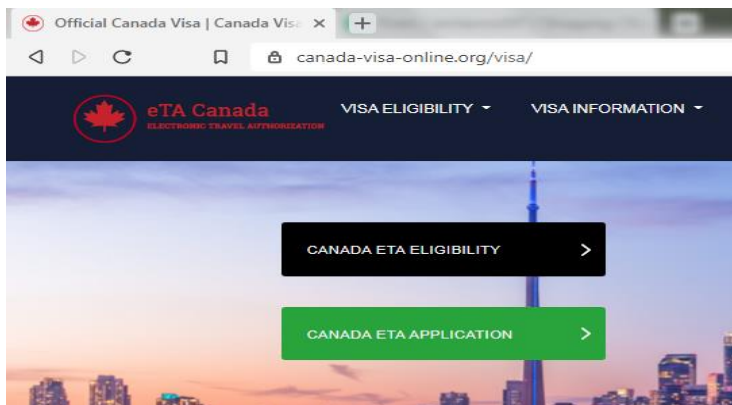 Official Canada Visa | Canada Vis
canada-visa-online.org/visa/
eTA Canada
ELECTRONIC TRAVEL AUTHORIZATION
VISA ELIGIBILITY
VISA INFORMATION
CANADA ETA ELIGIBILITY
CANADA ETA APPLICATION